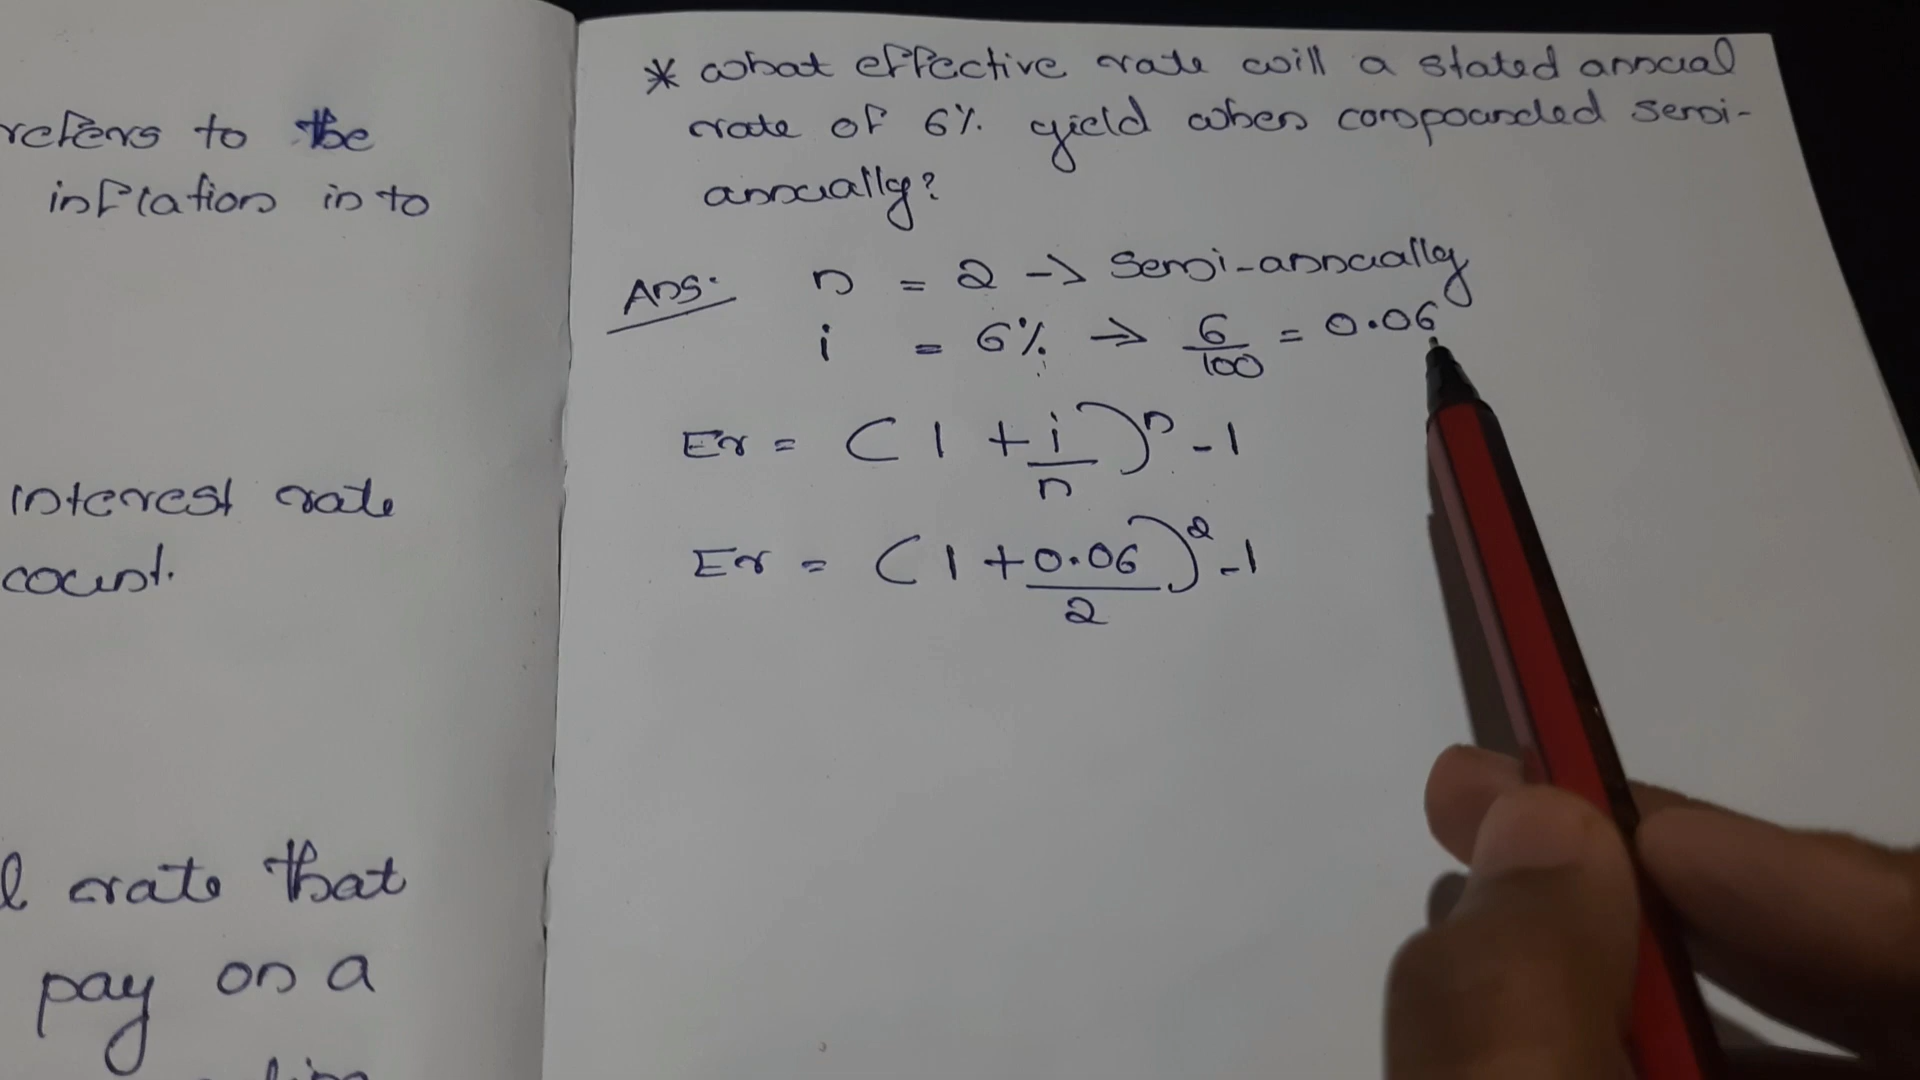 refers to the
inflation in to
interest rate
count.
l rate that
pay on a
* what effective rate will a stated annual
rate of 6% yield when compounded semi-
annually?
Ans: n = 2 -> Semi-annually
i = 6% => 6/100 = 0.06
Er = (1 + i/n)^n - 1
Er = (1 + 0.06/2)^2 - 1